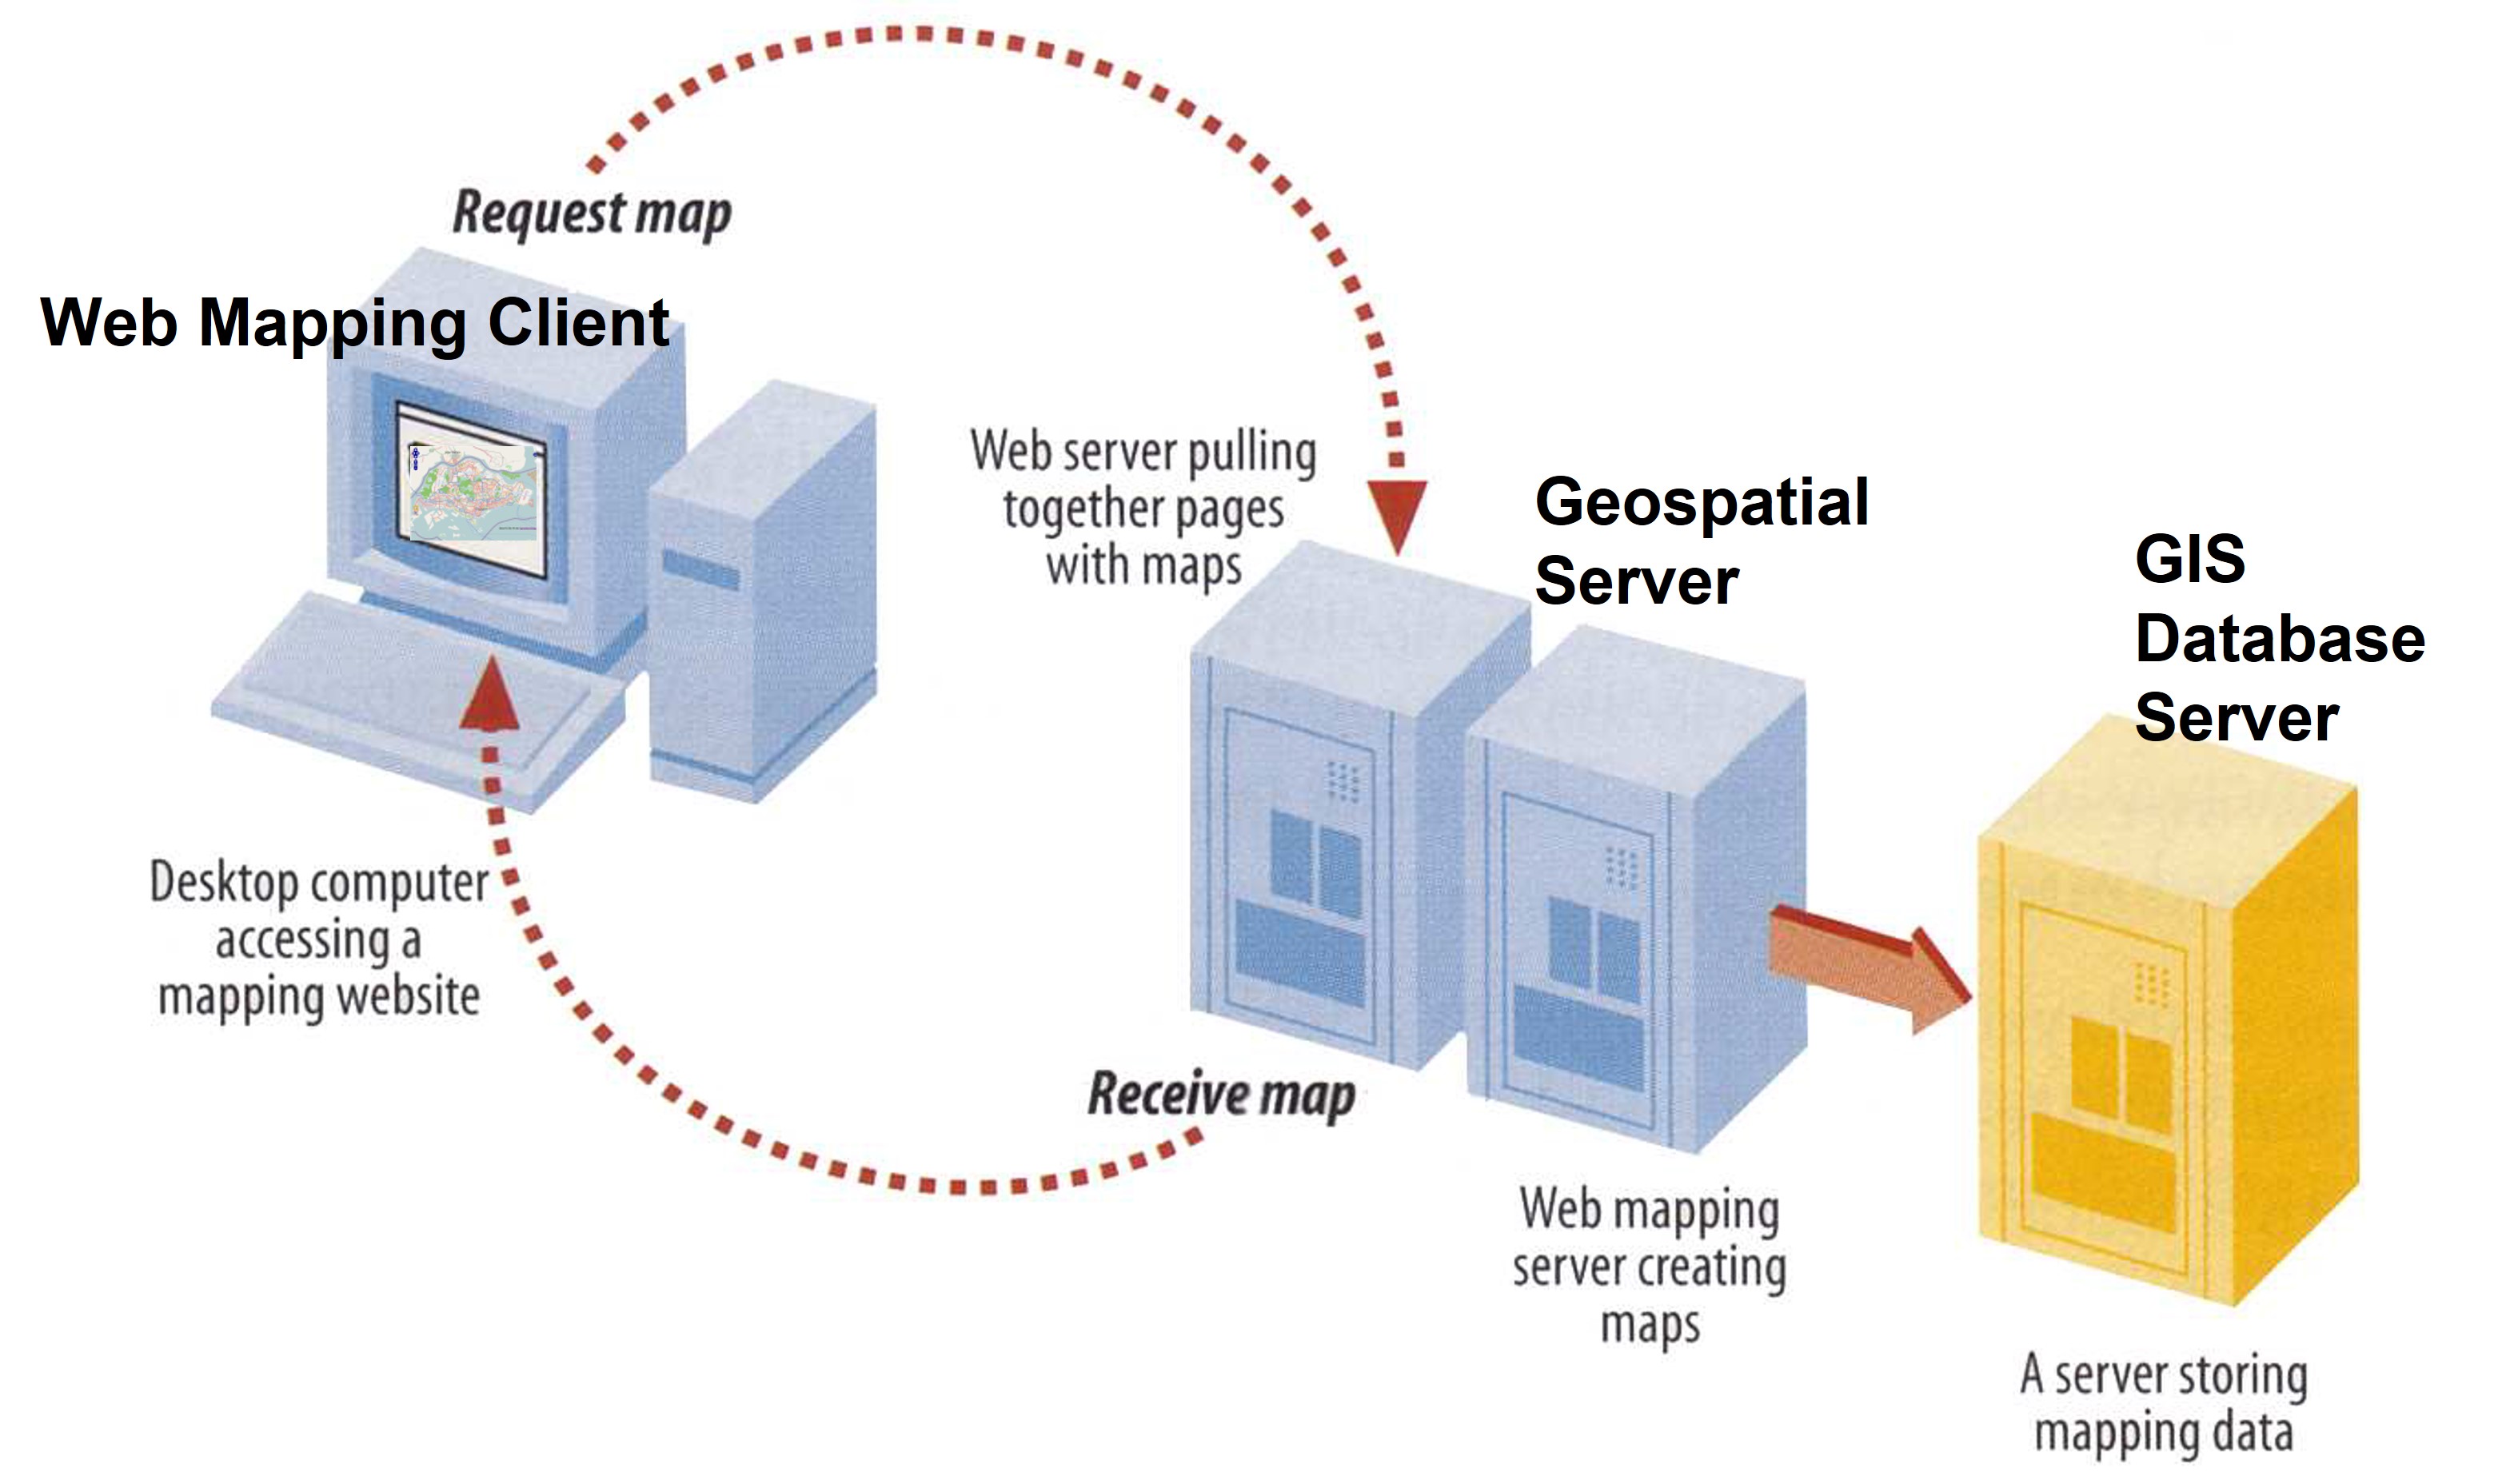 Request map
Web Mapping Client
Web server pulling
together pages
with maps
Geospatial
Server
GIS
Database
Server
Desktop computer
accessing a
mapping website
Receive map
Web mapping
server creating
maps
A server storing
mapping data